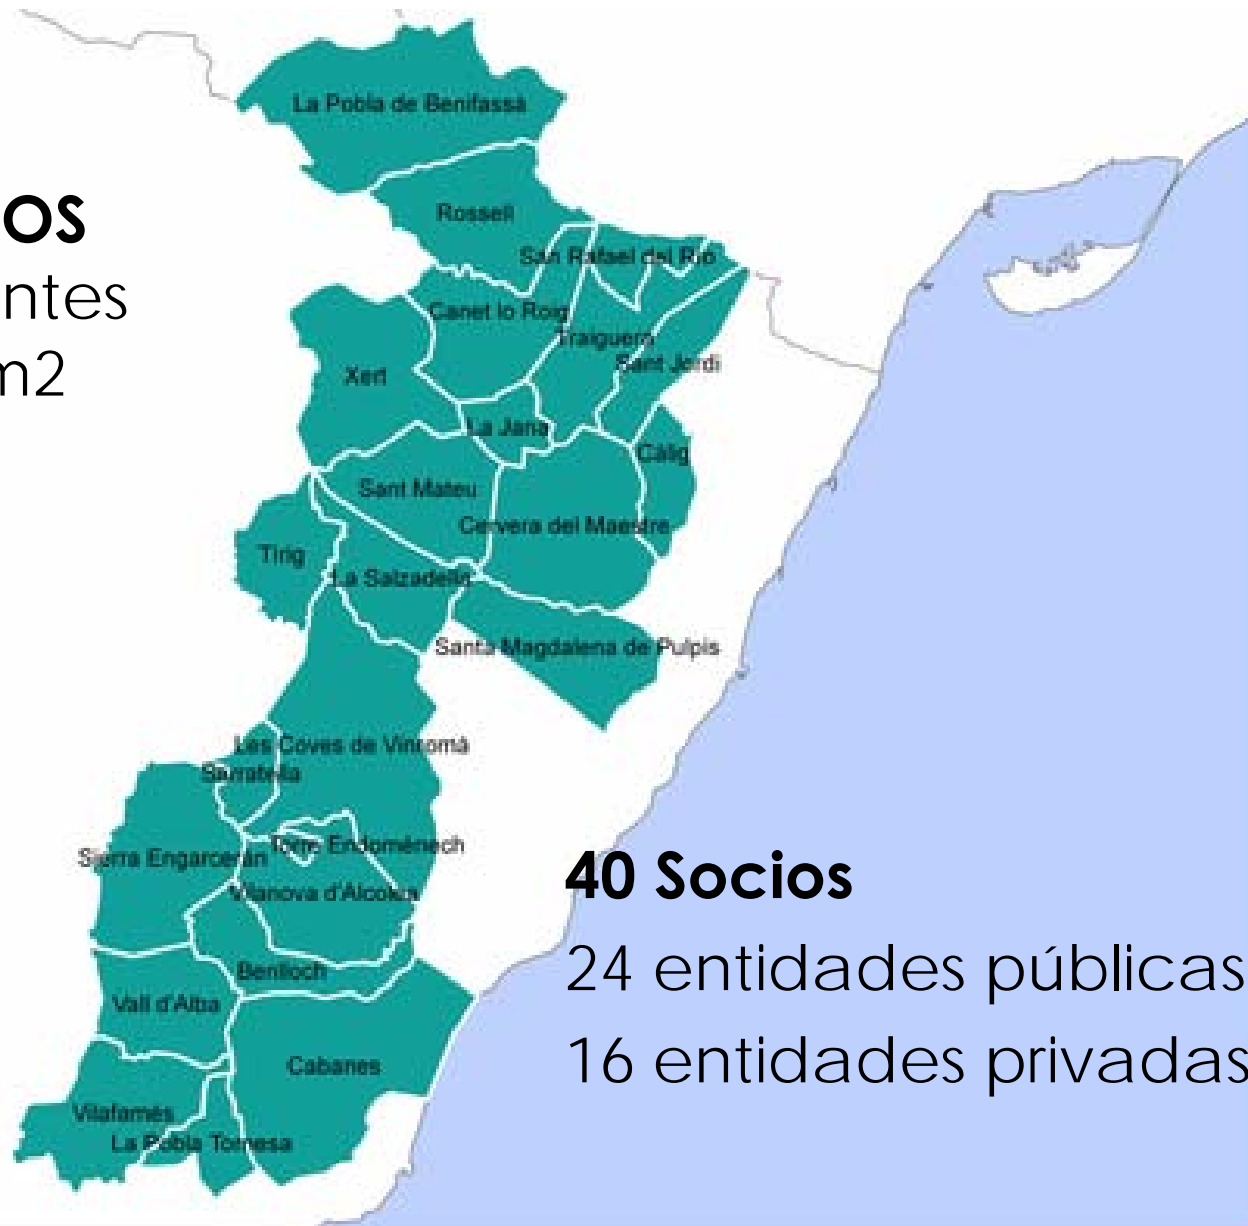 La Pobla de Benifassà
os
Rossell
San Rafael del Río
ntes
Canet lo Roig
Traiguera
Sant Jordi
m2
Xert
La Jana
Càlig
Sant Mateu
Cervera del Maestre
Tírig
La Salzadella
Santa Magdalena de Pulpis
Les Coves de Vinromà
Sarratella
Torre Endoménech
Sierra Engarcerán
40 Socios
Vilanova d'Alcolea
24 entidades públicas
Benlloch
Vall d'Alba
16 entidades privadas
Cabanes
Vilafamés
La Pobla Tornesa